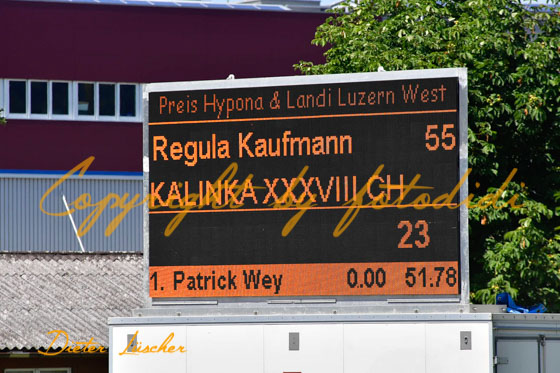 Preis Hypona & Landi Luzern West
Regula Kaufmann 55
KALINKA XXXVIII CH
Copyright by fotodidi
23
1. Patrick Wey 0.00 51.78
Dieter Lüscher